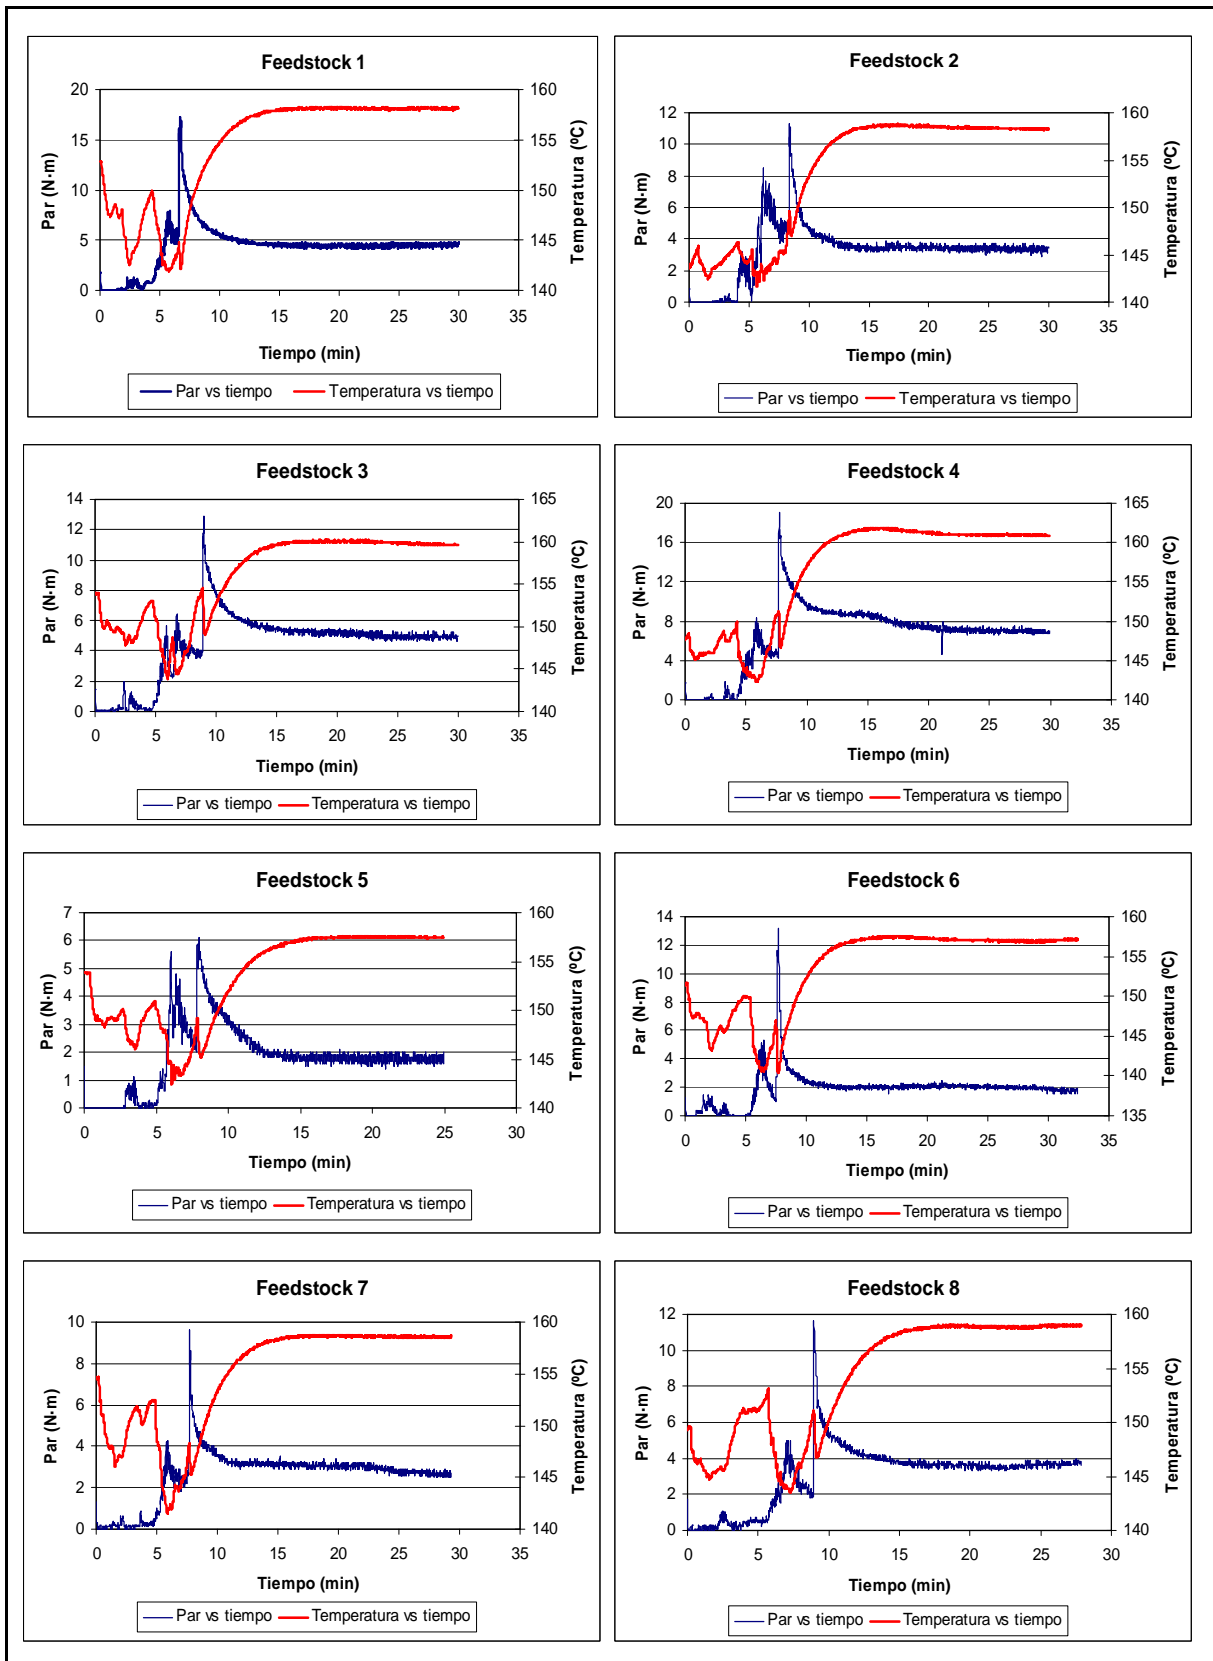 Feedstock 1
20
15
10
5
0
160
155
150
145
140
0 5 10 15 20 25 30 35
Par (N·m)
Temperatura (ºC)
Tiempo (min)
Par vs tiempo Temperatura vs tiempo
Feedstock 2
12
10
8
6
4
2
0
160
155
150
145
140
0 5 10 15 20 25 30 35
Par (N·m)
Temperatura (ºC)
Tiempo (min)
Par vs tiempo Temperatura vs tiempo
Feedstock 3
14
12
10
8
6
4
2
0
165
160
155
150
145
140
0 5 10 15 20 25 30 35
Par (N·m)
Temperatura (ºC)
Tiempo (min)
Par vs tiempo Temperatura vs tiempo
Feedstock 4
20
16
12
8
4
0
165
160
155
150
145
140
0 5 10 15 20 25 30 35
Par (N·m)
Temperatura (ºC)
Tiempo (min)
Par vs tiempo Temperatura vs tiempo
Feedstock 5
7
6
5
4
3
2
1
0
160
155
150
145
140
0 5 10 15 20 25 30
Par (N·m)
Temperatura (ºC)
Tiempo (min)
Par vs tiempo Temperatura vs tiempo
Feedstock 6
14
12
10
8
6
4
2
0
160
155
150
145
140
135
0 5 10 15 20 25 30 35
Par (N·m)
Temperatura (ºC)
Tiempo (min)
Par vs tiempo Temperatura vs tiempo
Feedstock 7
10
8
6
4
2
0
160
155
150
145
140
0 5 10 15 20 25 30 35
Par (N·m)
Temperatura (ºC)
Tiempo (min)
Par vs tiempo Temperatura vs tiempo
Feedstock 8
12
10
8
6
4
2
0
160
155
150
145
140
0 5 10 15 20 25 30
Par (N·m)
Temperatura (ºC)
Tiempo (min)
Par vs tiempo Temperatura vs tiempo